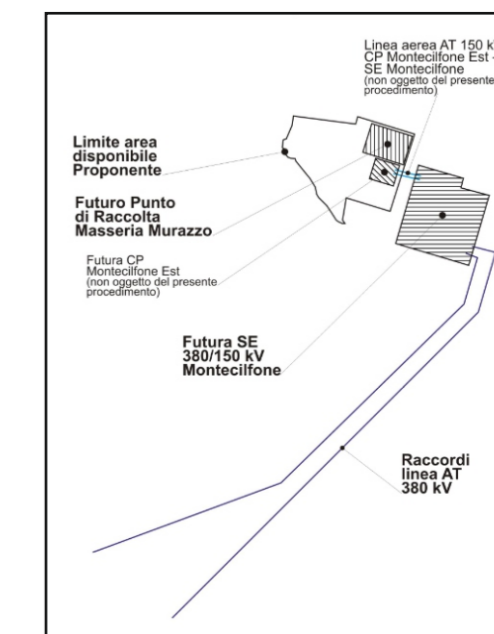 Linea aerea AT 150 kV
CP Montecilfone Est -
SE Montecilfone
(non oggetto del presente
procedimento)
Limite area
disponibile
Proponente
Futuro Punto
di Raccolta
Masseria Murazzo
Futura CP
Montecilfone Est
(non oggetto del presente
procedimento)
Futura SE
380/150 kV
Montecilfone
Raccordi
linea AT
380 kV